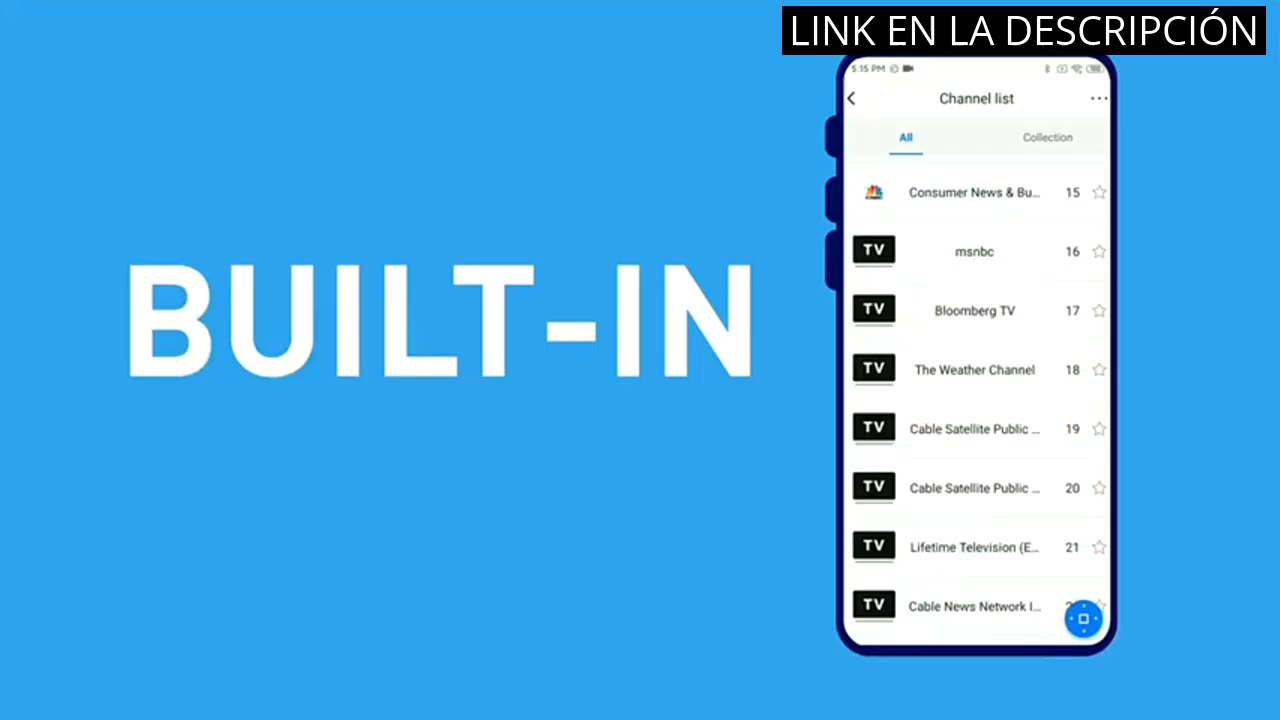 LINK EN LA DESCRIPCIÓN
BUILT-IN
5:15 PM
Channel list
All Collection
Consumer News & Bu... 15
TV msnbc 16
TV Bloomberg TV 17
TV The Weather Channel 18
TV Cable Satellite Public ... 19
TV Cable Satellite Public ... 20
TV Lifetime Television (E... 21
TV Cable News Network I...